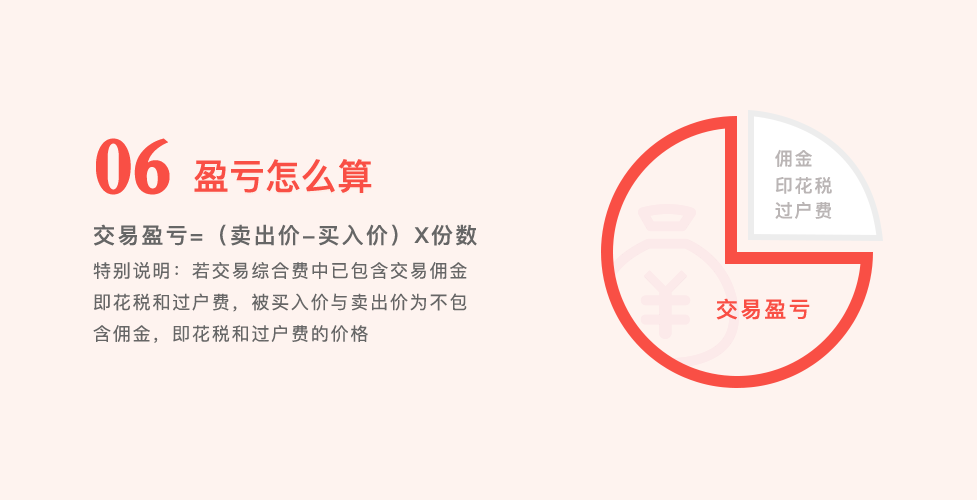 06 盈亏怎么算
交易盈亏=（卖出价-买入价）X份数
特别说明：若交易综合费中已包含交易佣金
即花税和过户费，被买入价与卖出价为不包
含佣金，即花税和过户费的价格
佣金
印花税
过户费
¥
交易盈亏